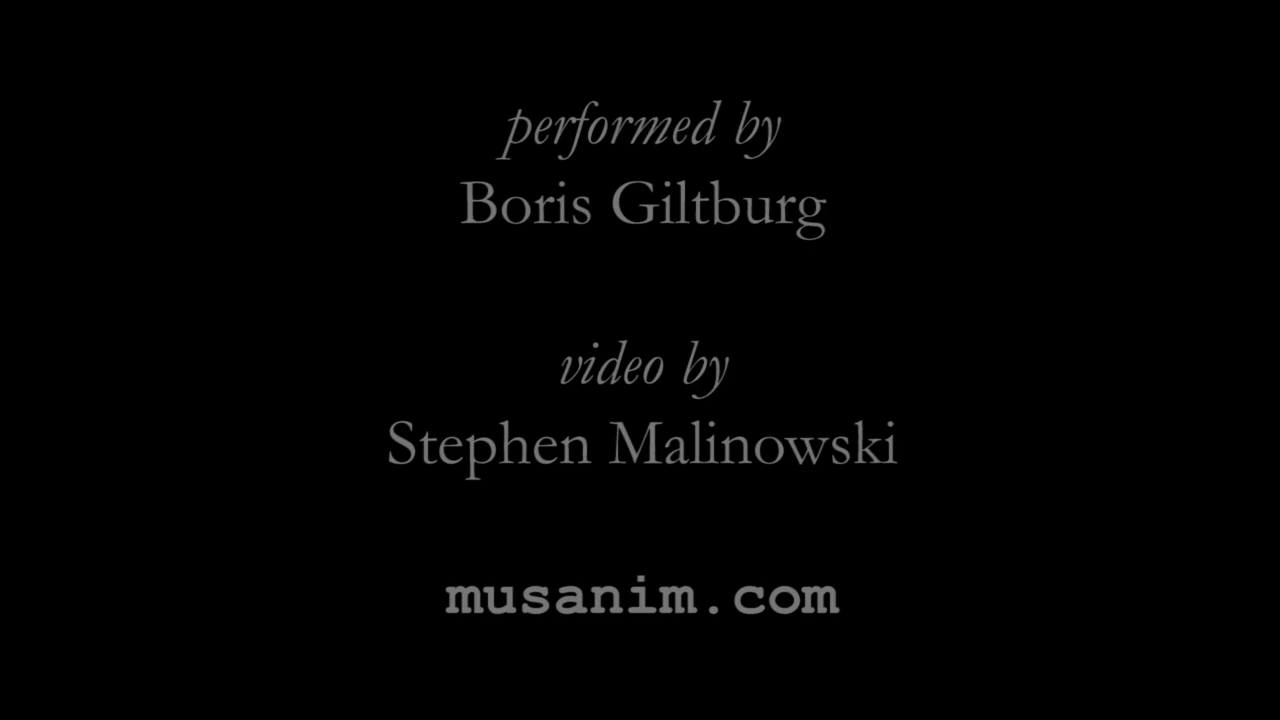 performed by
Boris Giltburg
video by
Stephen Malinowski
musanim.com